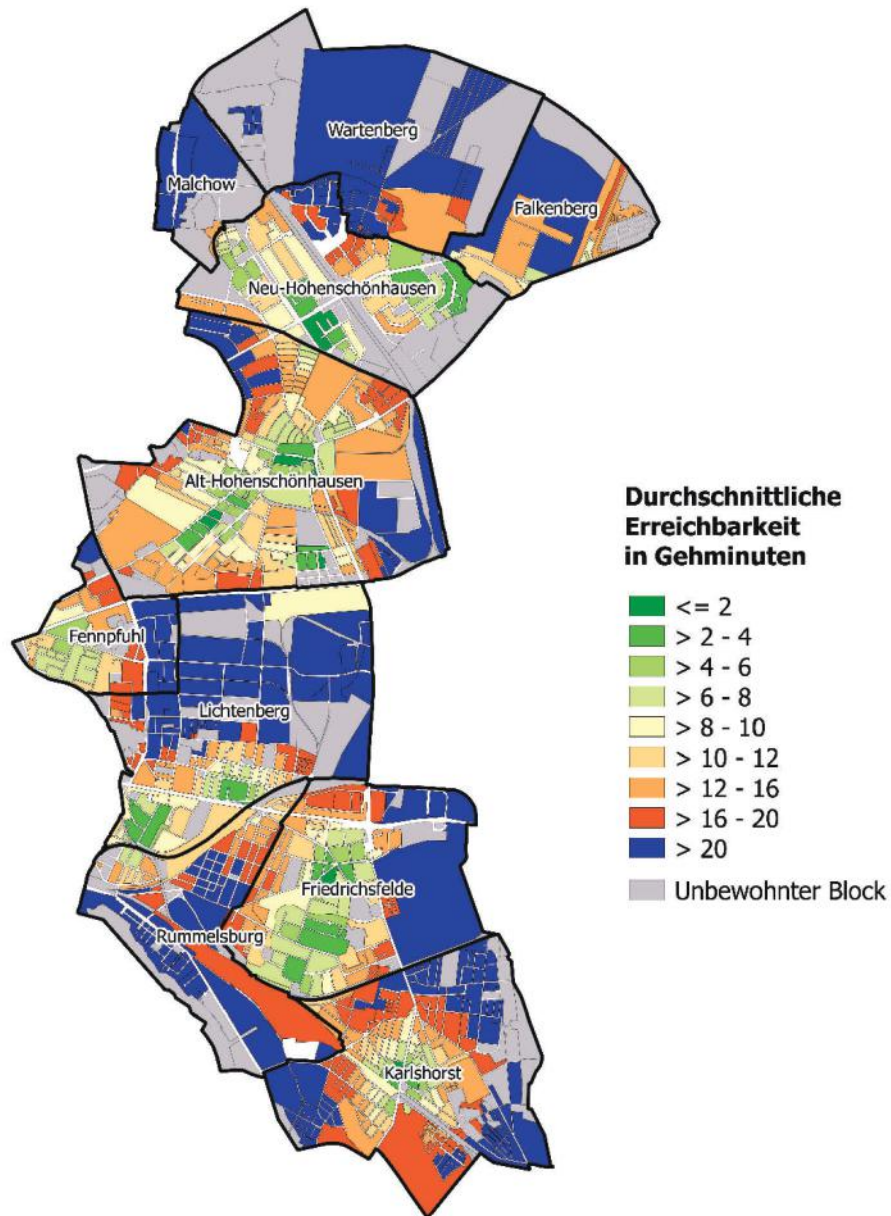 Wartenberg
Malchow
Falkenberg
Neu-Hohenschönhausen
Alt-Hohenschönhausen
Fennpfuhl
Lichtenberg
Friedrichsfelde
Rummelsburg
Karlshorst
Durchschnittliche
Erreichbarkeit
in Gehminuten
<= 2
> 2 - 4
> 4 - 6
> 6 - 8
> 8 - 10
> 10 - 12
> 12 - 16
> 16 - 20
> 20
Unbewohnter Block